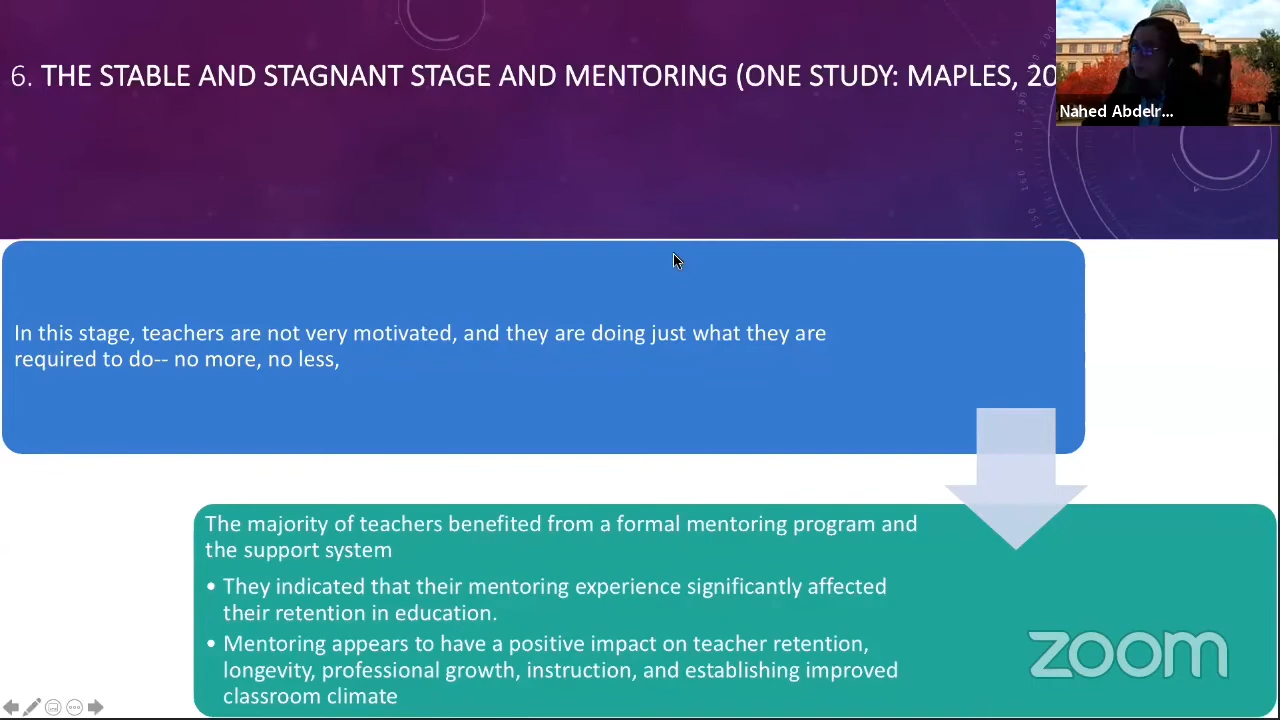 6. THE STABLE AND STAGNANT STAGE AND MENTORING (ONE STUDY: MAPLES, 20
Nahed Abdelr...
In this stage, teachers are not very motivated, and they are doing just what they are
required to do-- no more, no less,
The majority of teachers benefited from a formal mentoring program and
the support system
• They indicated that their mentoring experience significantly affected
their retention in education.
• Mentoring appears to have a positive impact on teacher retention,
longevity, professional growth, instruction, and establishing improved
classroom climate
zoom